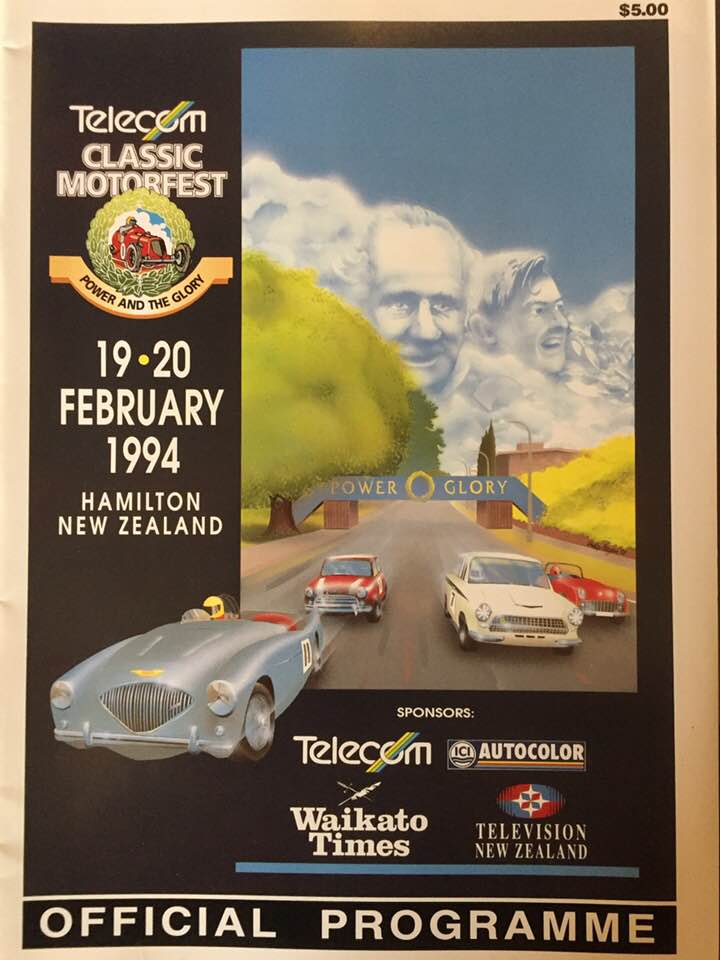 $5.00
Telecom
CLASSIC
MOTORFEST
POWER AND THE GLORY
19•20
FEBRUARY
1994
HAMILTON
NEW ZEALAND
POWER GLORY
11
SPONSORS:
Telecom
ICI AUTOCOLOR
Waikato
Times
TELEVISION
NEW ZEALAND
OFFICIAL PROGRAMME